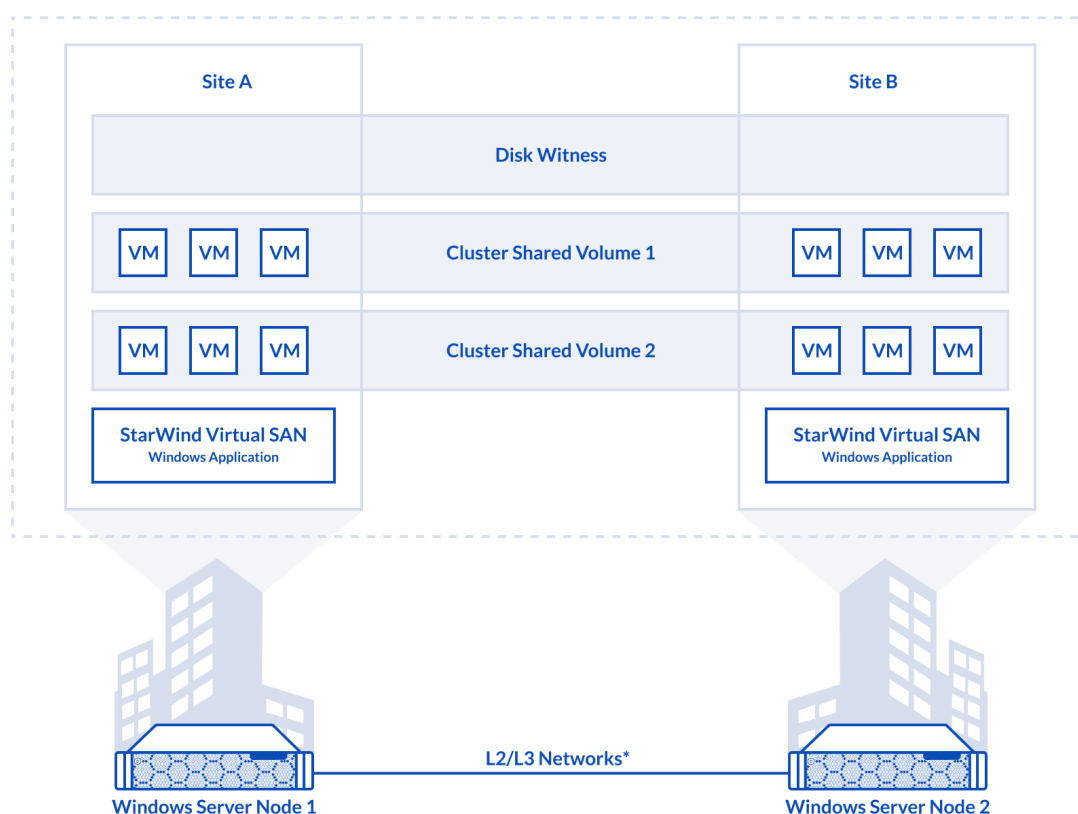 Site A
Site B
Disk Witness
VM VM VM Cluster Shared Volume 1 VM VM VM
VM VM VM Cluster Shared Volume 2 VM VM VM
StarWind Virtual SAN
Windows Application
StarWind Virtual SAN
Windows Application
L2/L3 Networks*
Windows Server Node 1
Windows Server Node 2